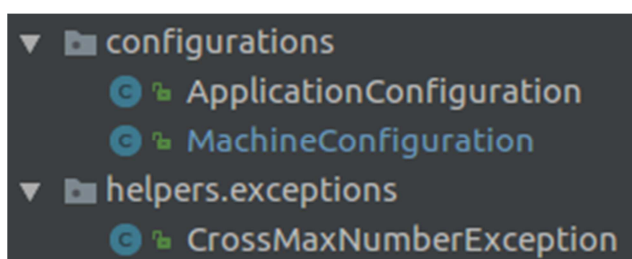 configurations
ApplicationConfiguration
MachineConfiguration
helpers.exceptions
CrossMaxNumberException